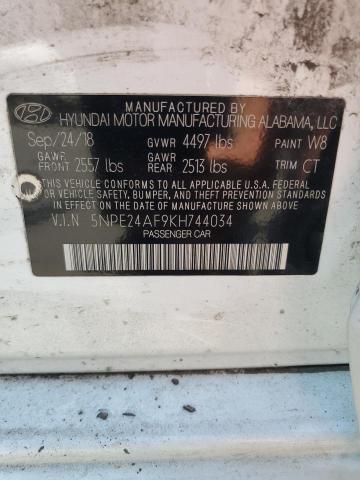 MANUFACTURED BY
HYUNDAI MOTOR MANUFACTURING ALABAMA, LLC
Sep/24/18 GVWR 4497 lbs PAINT W8
GAWR FRONT 2557 lbs GAWR REAR 2513 lbs TRIM CT
THIS VEHICLE CONFORMS TO ALL APPLICABLE U.S.A. FEDERAL
MOTOR VEHICLE SAFETY, BUMPER, AND THEFT PREVENTION STANDARDS
IN EFFECT ON THE DATE OF MANUFACTURE SHOWN ABOVE.
V.I.N 5NPE24AF9KH744034
PASSENGER CAR